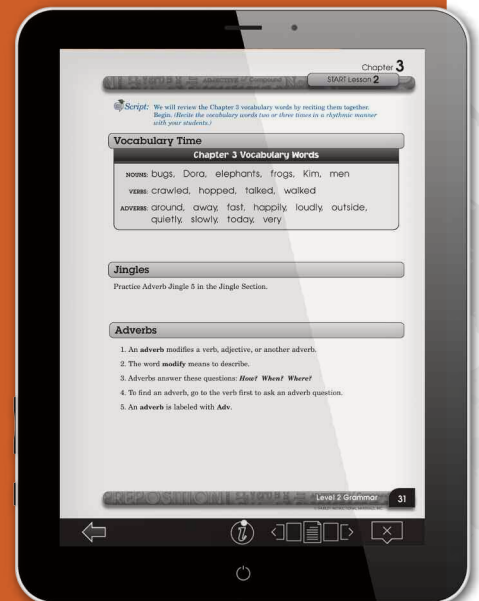 Chapter 3
START Lesson 2
Script: We will review the Chapter 3 vocabulary words by reciting them together.
Begin. (Recite the vocabulary words two or three times in a rhythmic manner
with your students.)
Vocabulary Time
Chapter 3 Vocabulary Words
NOUNS: bugs, Dora, elephants, frogs, Kim, men
VERBS: crawled, hopped, talked, walked
ADVERBS: around, away, fast, happily, loudly, outside,
quietly, slowly, today, very
Jingles
Practice Adverb Jingle 5 in the Jingle Section.
Adverbs
1. An adverb modifies a verb, adjective, or another adverb.
2. The word modify means to describe.
3. Adverbs answer these questions: How? When? Where?
4. To find an adverb, go to the verb first to ask an adverb question.
5. An adverb is labeled with Adv.
Level 2 Grammar 31